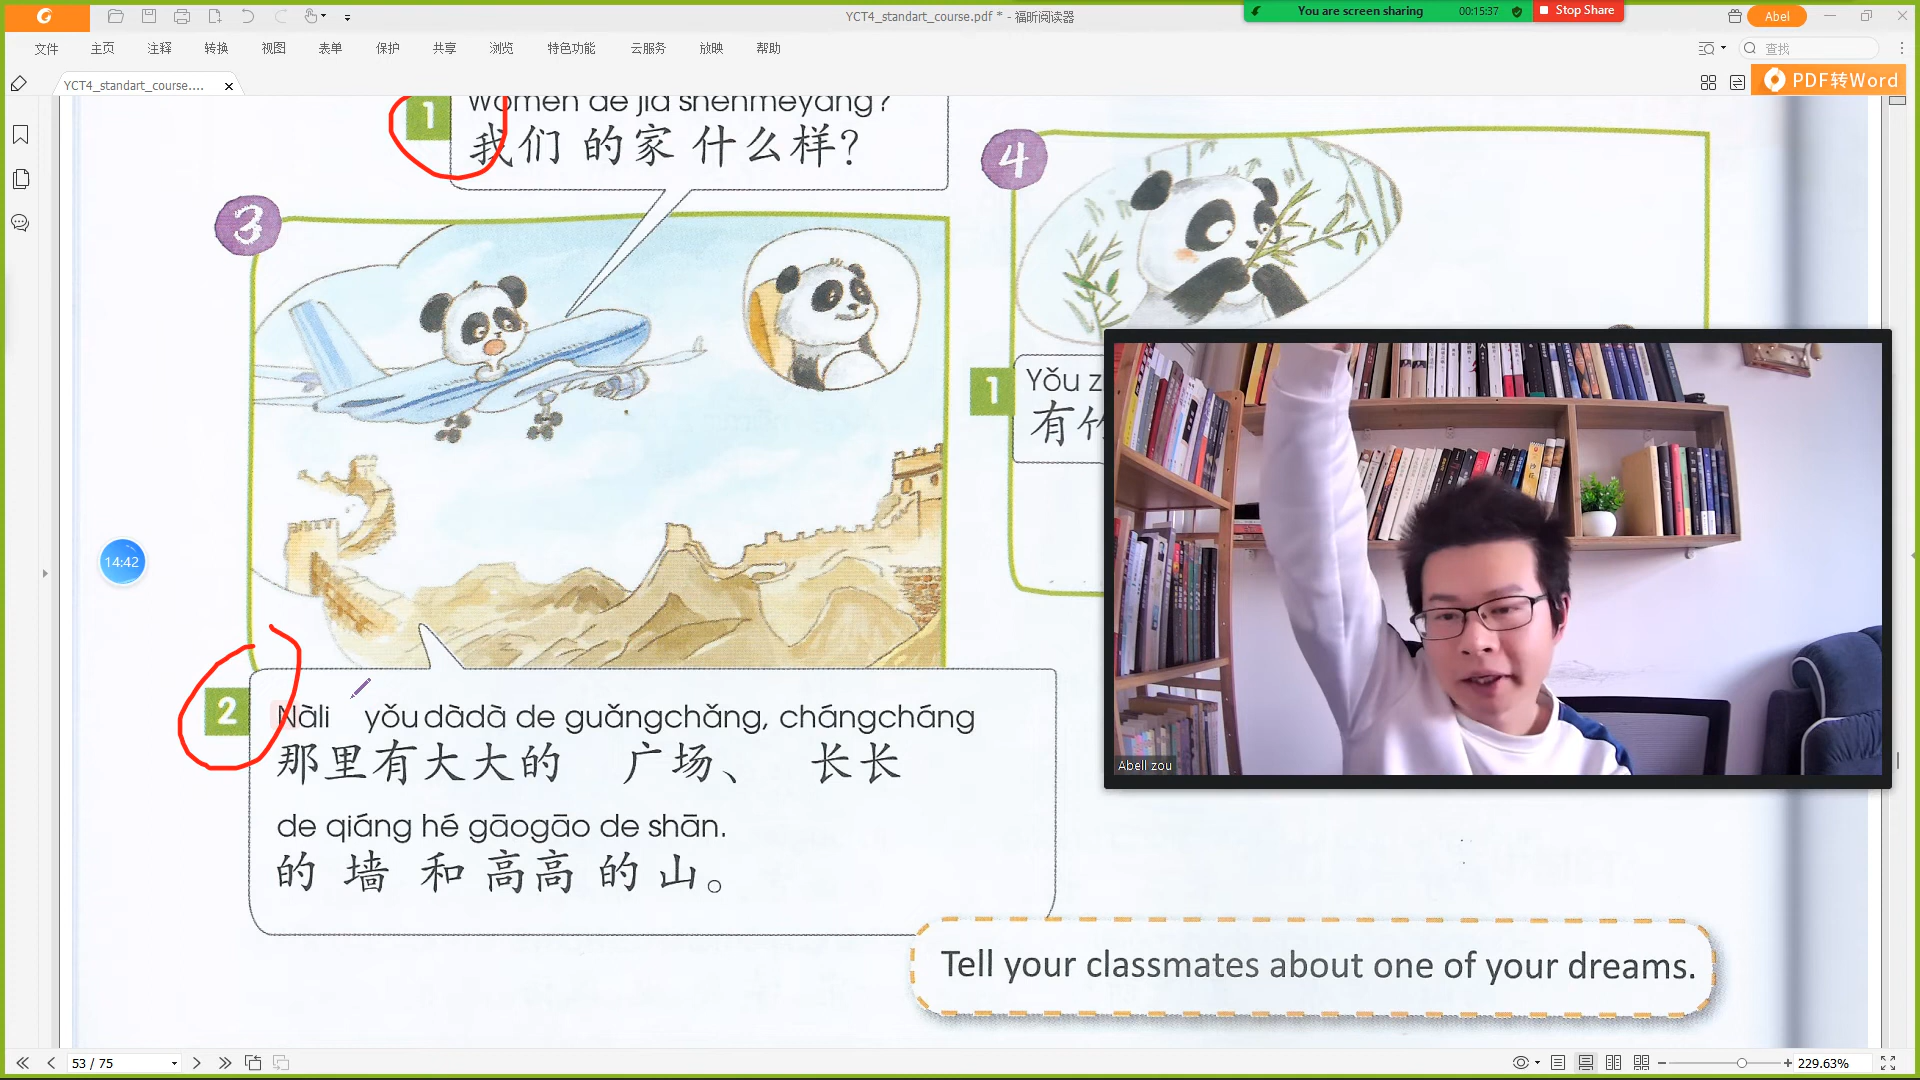 YCT4_standart_course.pdf * - 福昕阅读器
You are screen sharing
00:15:37
Stop Share
Abel
文件 主页 注释 转换 视图 表单 保护 共享 浏览 特色功能 云服务 放映 帮助
查找
YCT4_standart_course....
PDF转Word
1
Women de jia shenmeyang?
我们 的家 什么样?
3
4
1
Yǒu z
有竹
14:42
Abell zou
2
Nàli yǒu dàdà de guǎngchǎng, chángcháng
那里有大大的 广场、 长长
de qiáng hé gāogāo de shān.
的 墙 和 高高 的 山。
Tell your classmates about one of your dreams.
53 / 75
229.63%